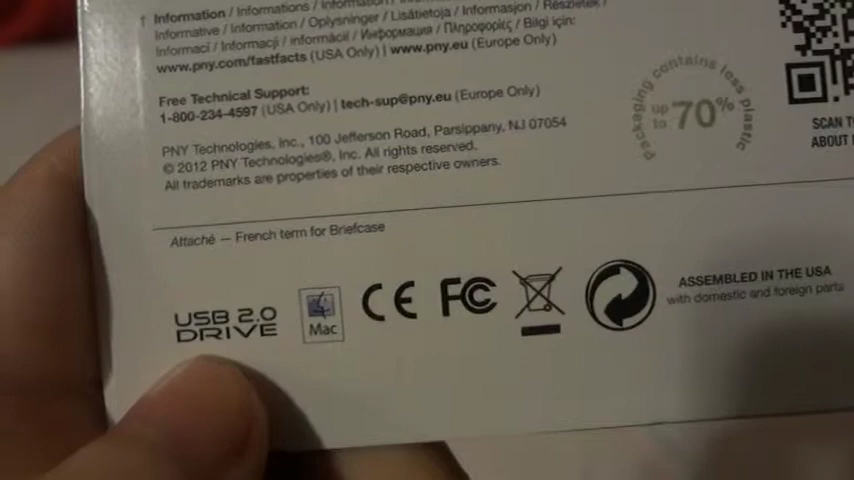 † Information / Informations / Information /
Informative / Information / Oplysninger / Lisätietoja / Informasjon / Részletek /
Informací / Informacji / informácií / Информация / Πληροφορίες / Bilgi için:
www.pny.com/fastfacts (USA Only) | www.pny.eu (Europe Only)
Free Technical Support:
1-800-234-4597 (USA Only) | tech-sup@pny.eu (Europe Only)
PNY Technologies, Inc., 100 Jefferson Road, Parsippany, NJ 07054
© 2012 PNY Technologies®, Inc. All rights reserved.
All trademarks are properties of their respective owners.
packaging contains less plastic
up to 70%
SCAN
ABOUT
Attaché — French term for Briefcase
USB 2.0
DRIVE
Mac
CE
FC
ASSEMBLED IN THE USA
with domestic and foreign parts